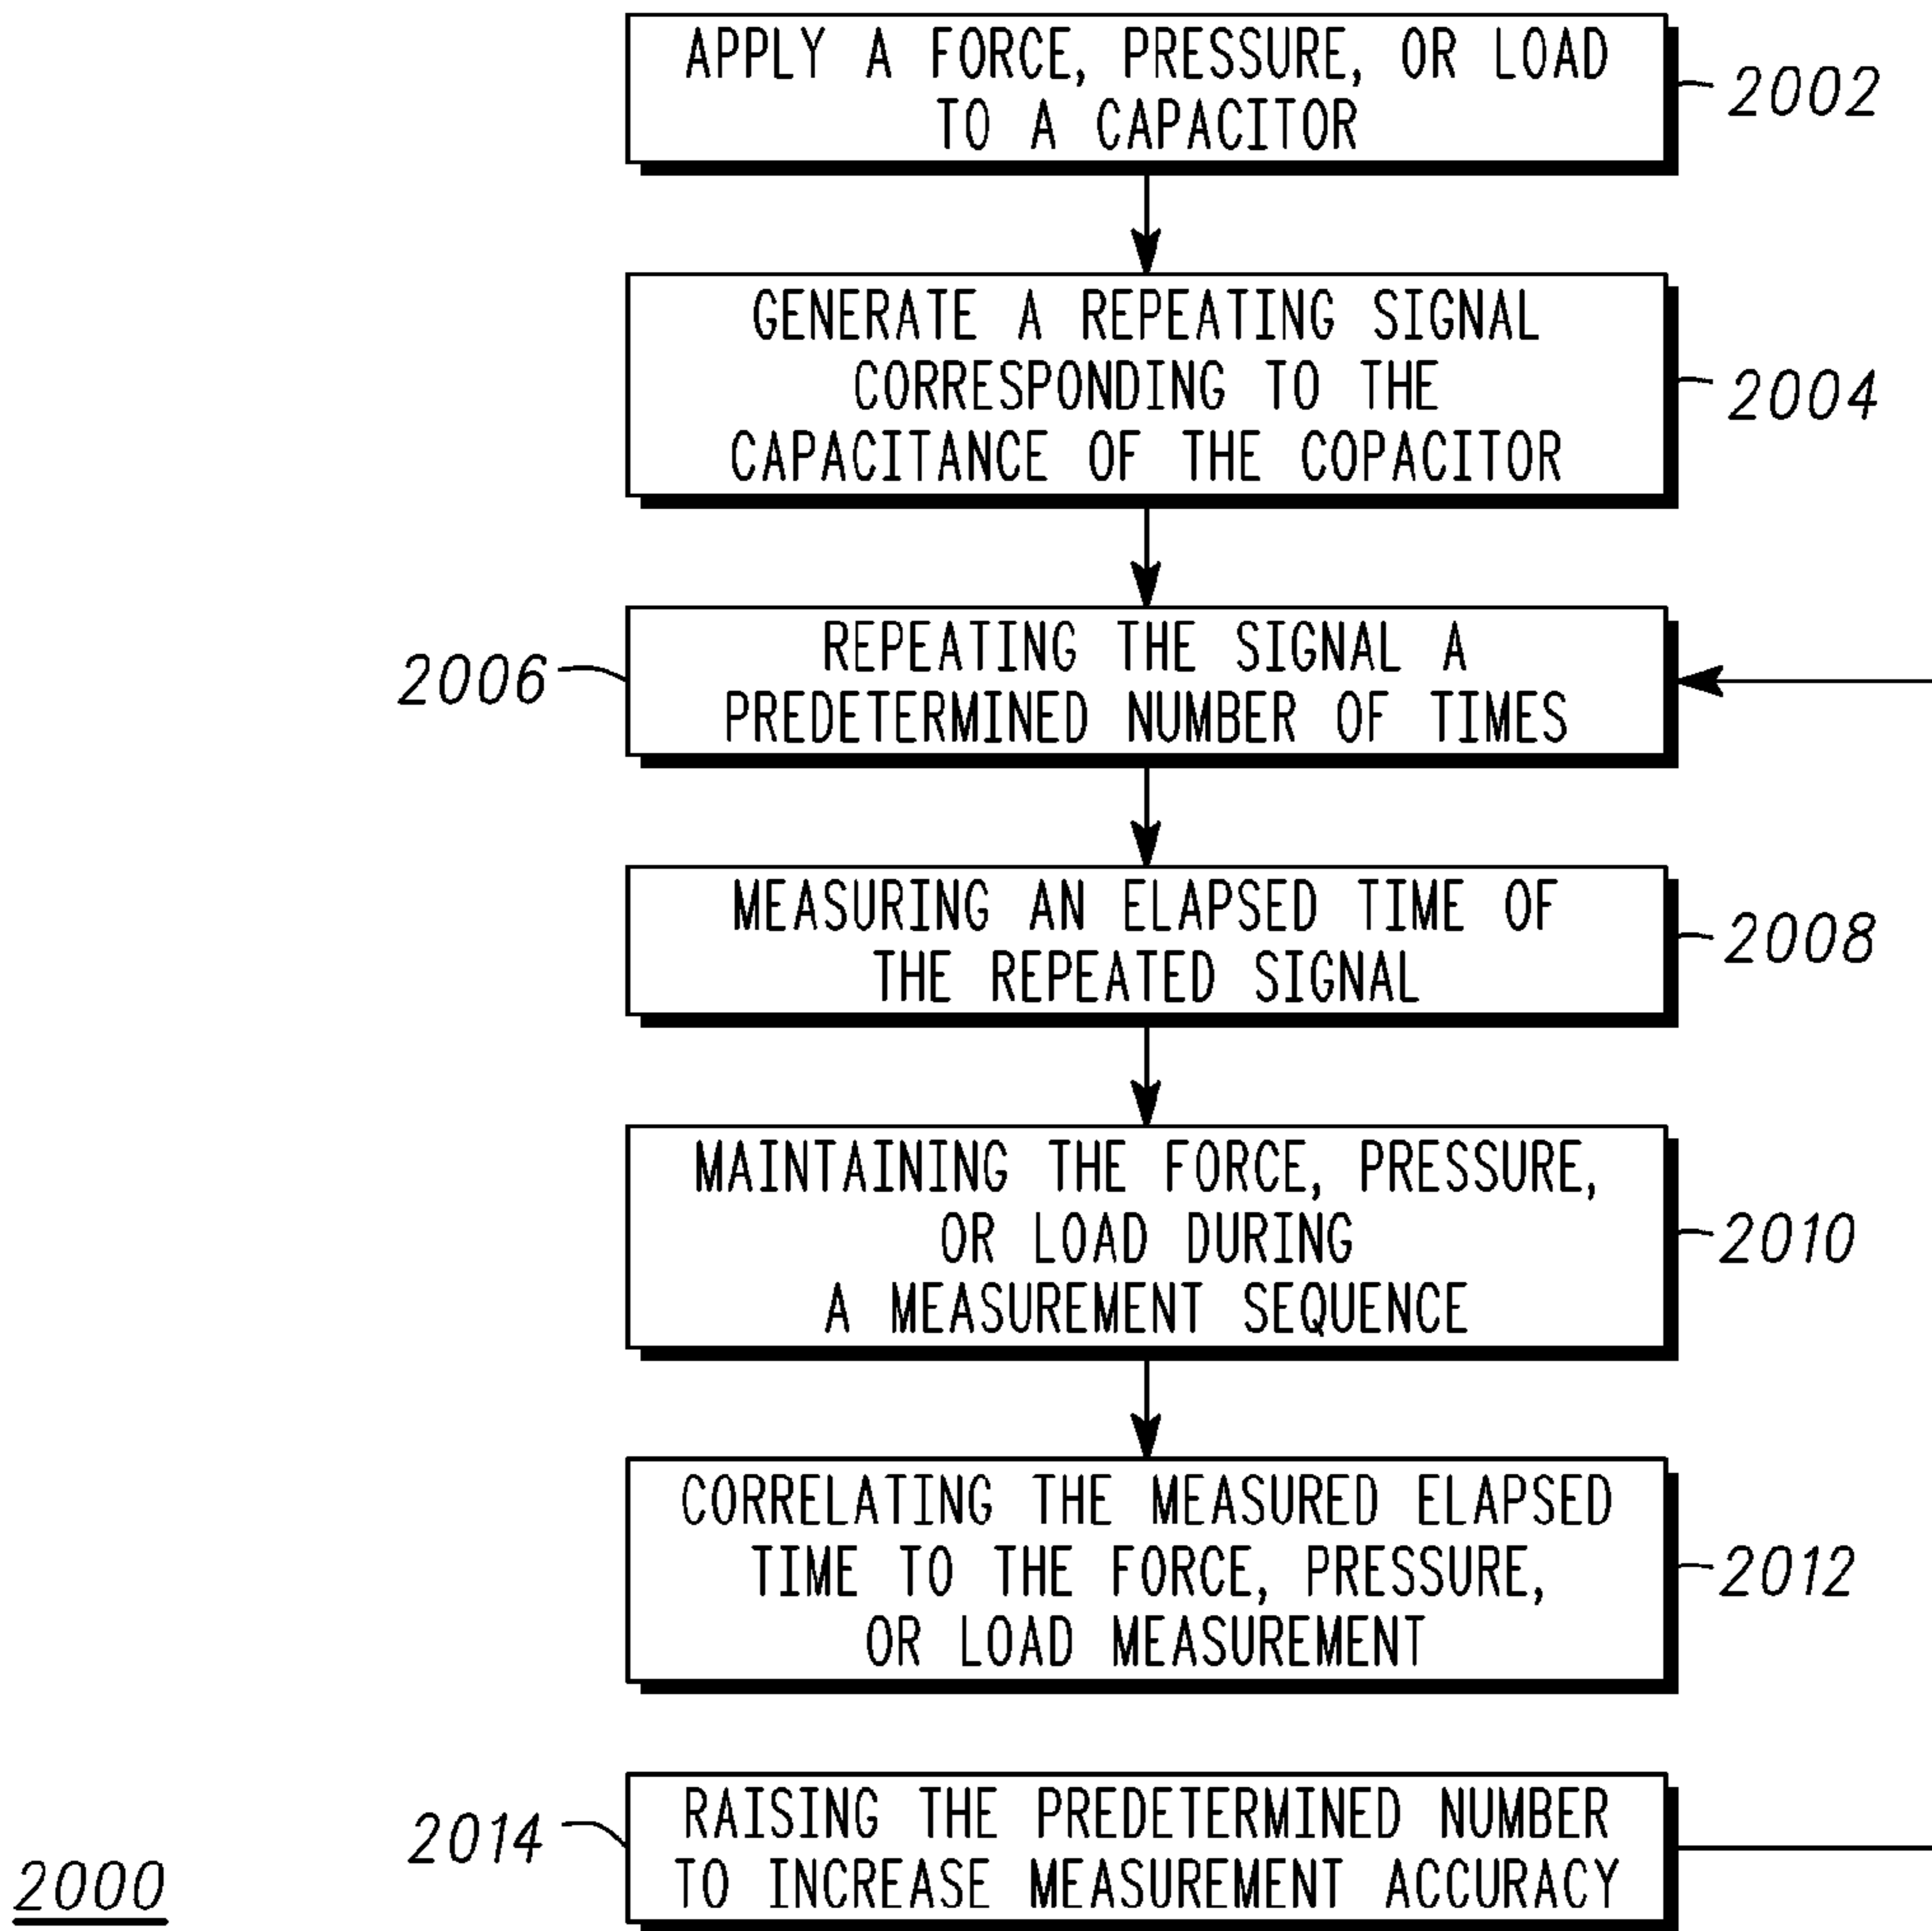 APPLY A FORCE, PRESSURE, OR LOAD
TO A CAPACITOR
2002
GENERATE A REPEATING SIGNAL
CORRESPONDING TO THE
CAPACITANCE OF THE COPACITOR
2004
REPEATING THE SIGNAL A
PREDETERMINED NUMBER OF TIMES
2006
MEASURING AN ELAPSED TIME OF
THE REPEATED SIGNAL
2008
MAINTAINING THE FORCE, PRESSURE,
OR LOAD DURING
A MEASUREMENT SEQUENCE
2010
CORRELATING THE MEASURED ELAPSED
TIME TO THE FORCE, PRESSURE,
OR LOAD MEASUREMENT
2012
RAISING THE PREDETERMINED NUMBER
TO INCREASE MEASUREMENT ACCURACY
2014
2000